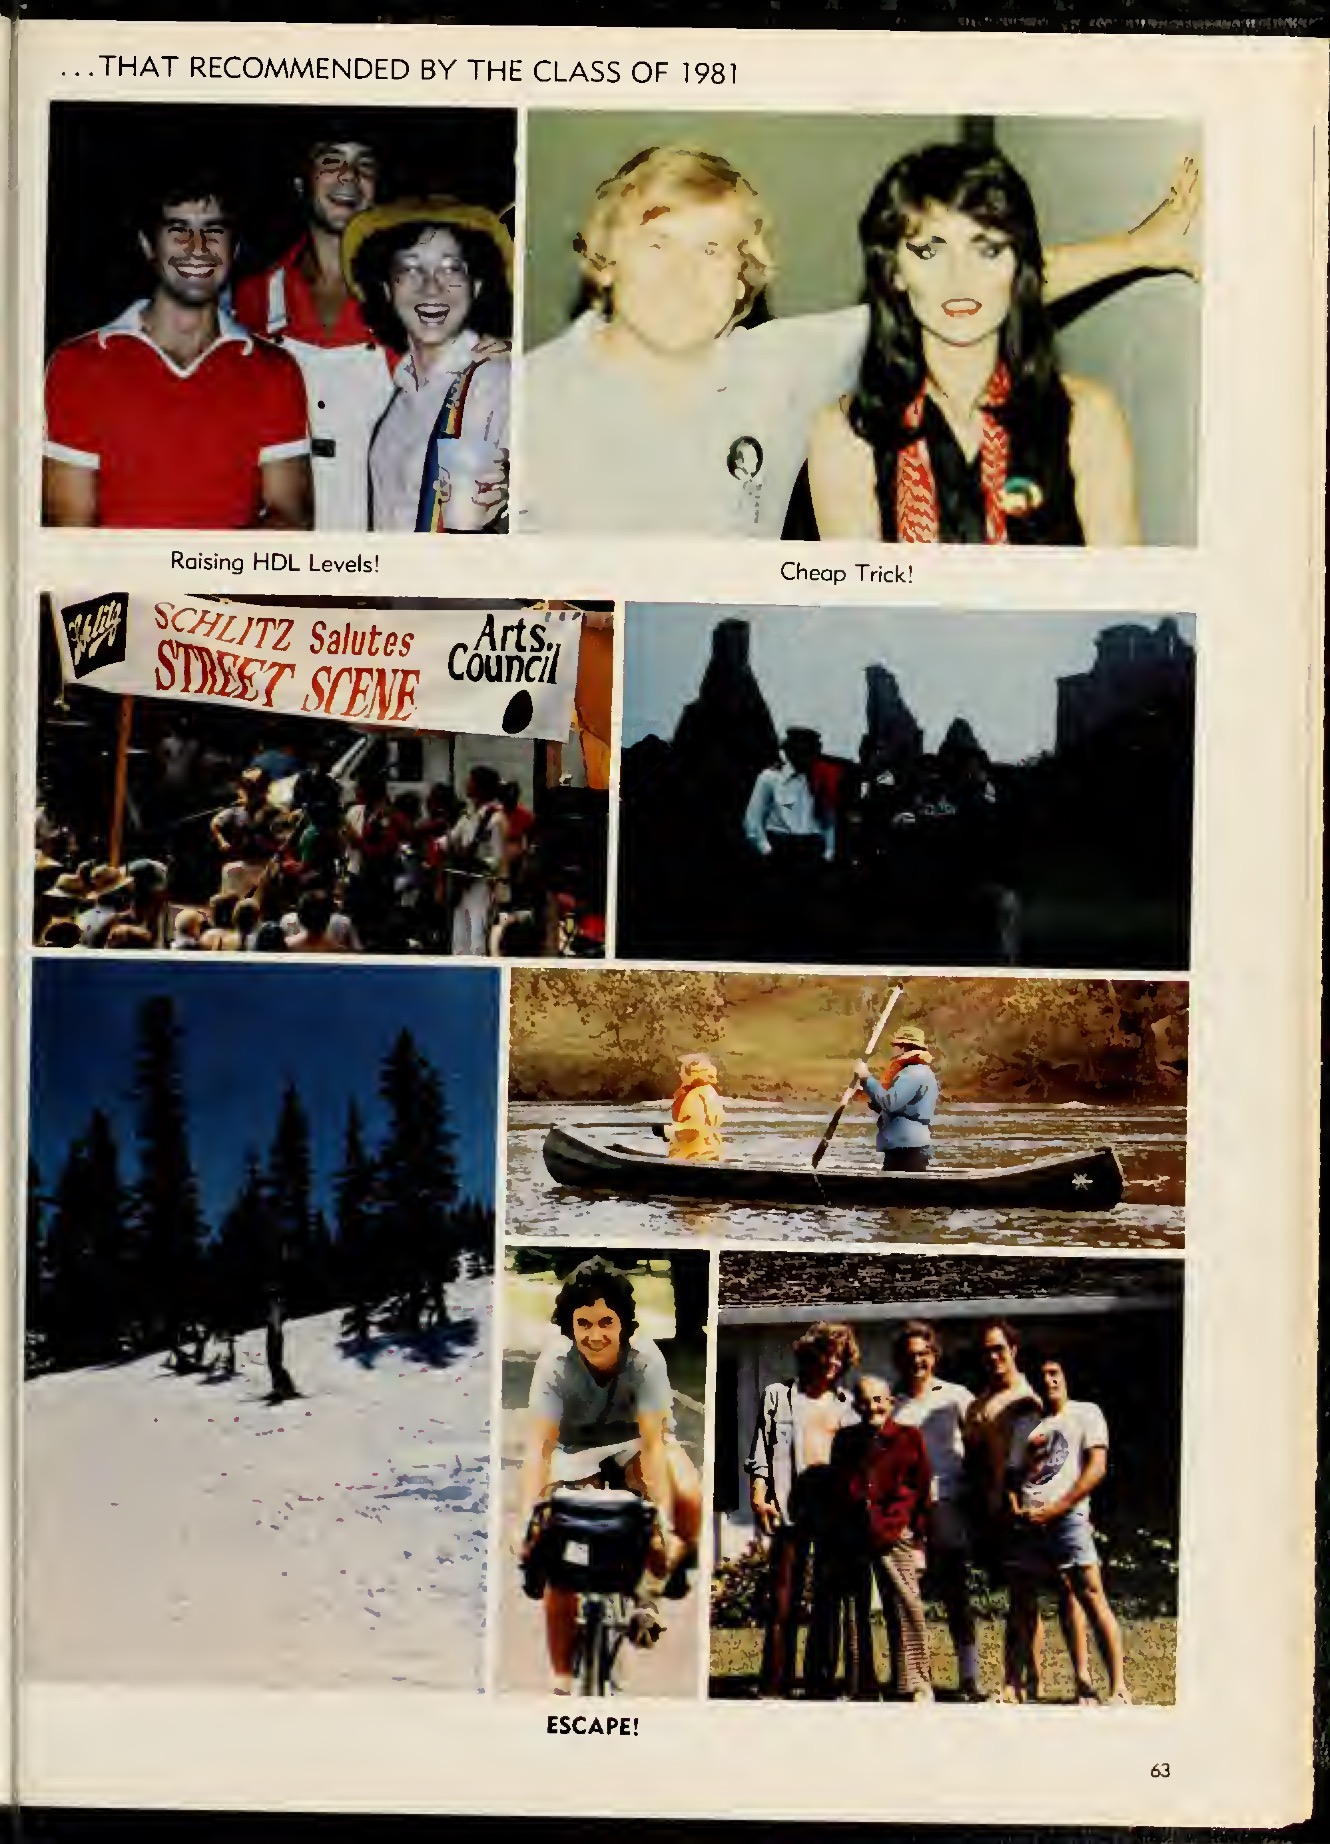 ...THAT RECOMMENDED BY THE CLASS OF 1981
Raising HDL Levels!
Cheap Trick!
Schlitz
SCHLITZ Salutes
STREET SCENE
Arts.
Council
ESCAPE!
63